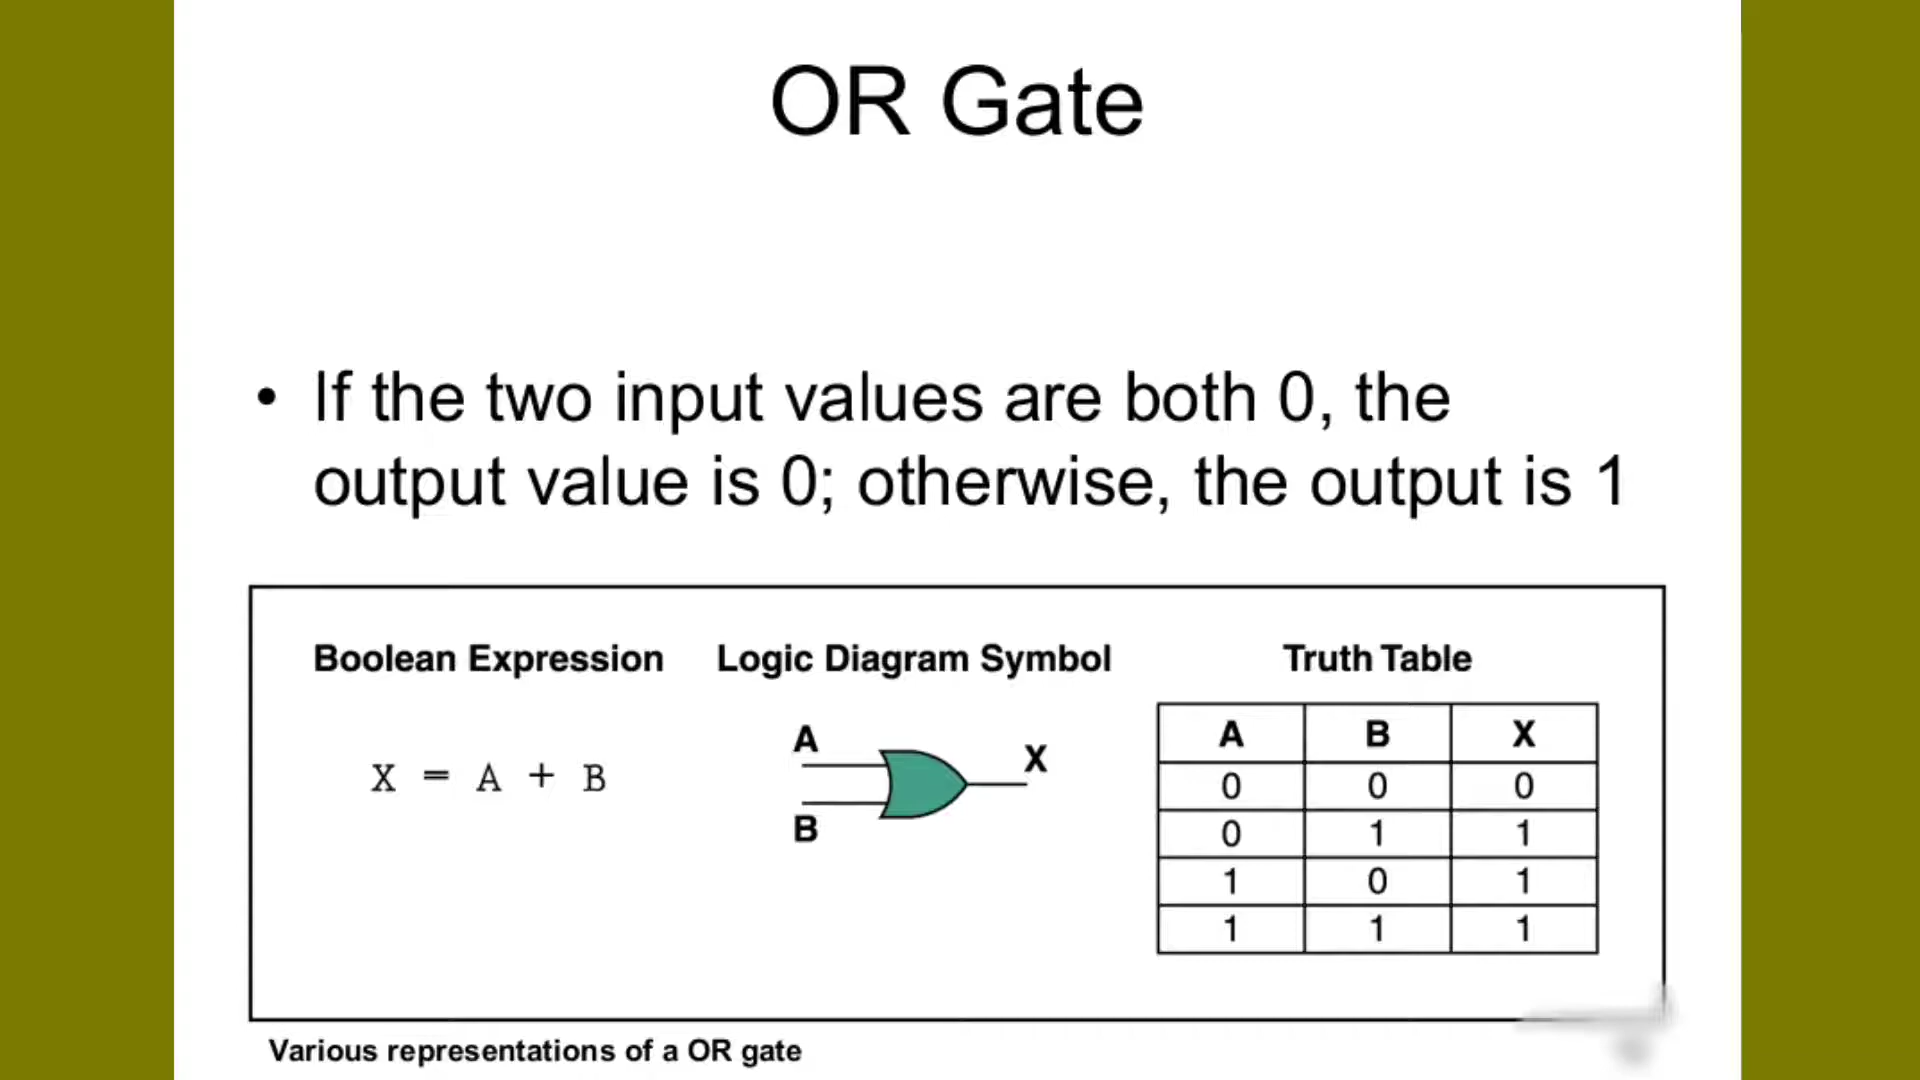 OR Gate
• If the two input values are both 0, the
output value is 0; otherwise, the output is 1
Boolean Expression Logic Diagram Symbol Truth Table
X = A + B
A
B
X
A B X
0 0 0
0 1 1
1 0 1
1 1 1
Various representations of a OR gate